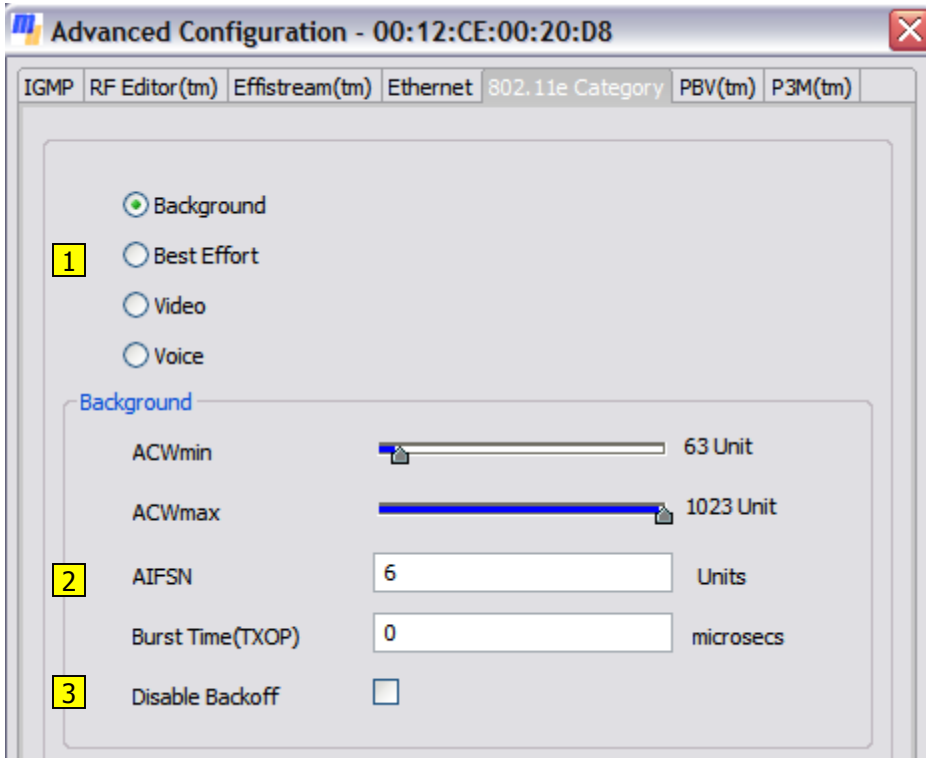 Advanced Configuration - 00:12:CE:00:20:D8
IGMP RF Editor(tm) Effistream(tm) Ethernet 802.11e Category PBV(tm) P3M(tm)
Background
1 Best Effort
Video
Voice
Background
ACWmin 63 Unit
ACWmax 1023 Unit
2 AIFSN 6 Units
Burst Time(TXOP) 0 microsecs
3 Disable Backoff